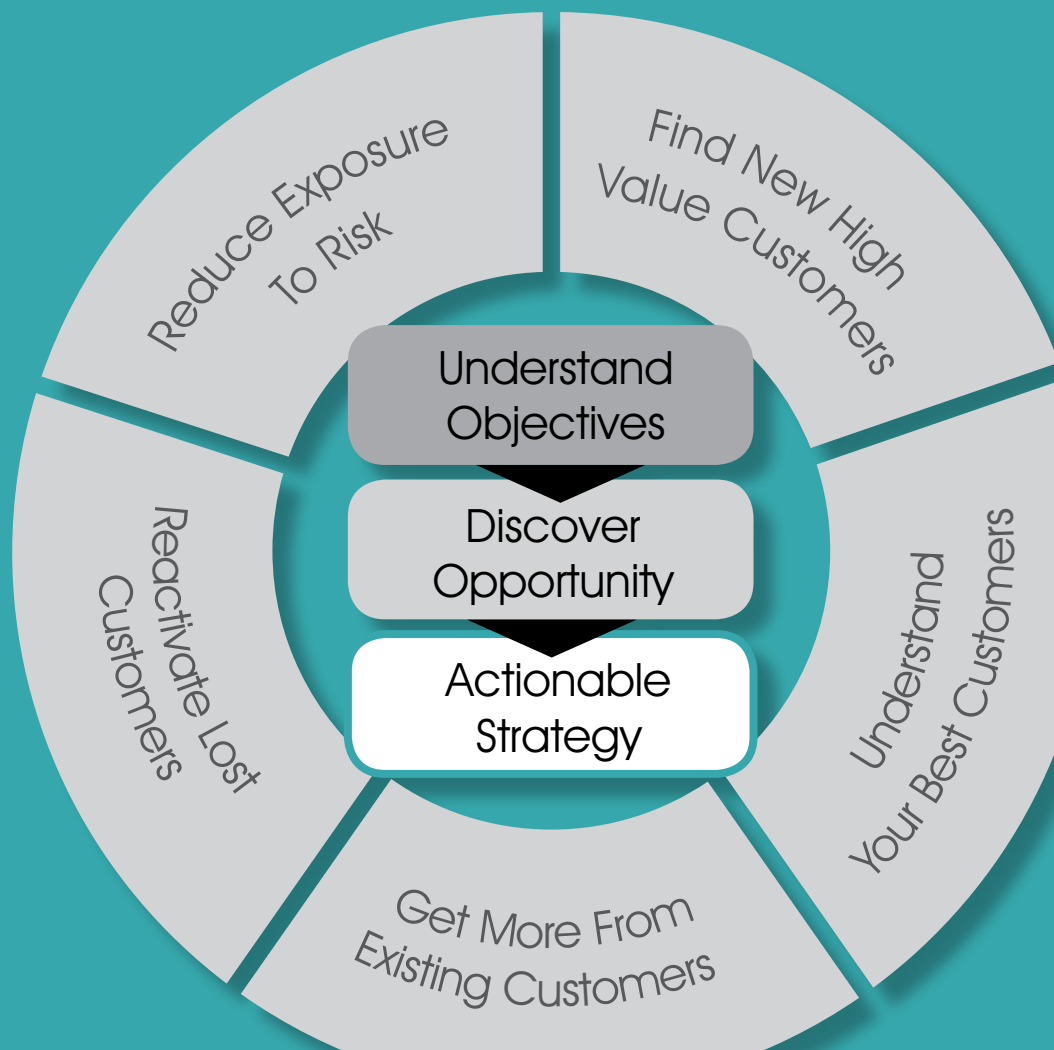 Reduce Exposure
To Risk
Find New High
Value Customers
Understand
Objectives
Discover
Opportunity
Actionable
Strategy
Reactivate Lost
Customers
Understand
Your Best Customers
Get More From
Existing Customers